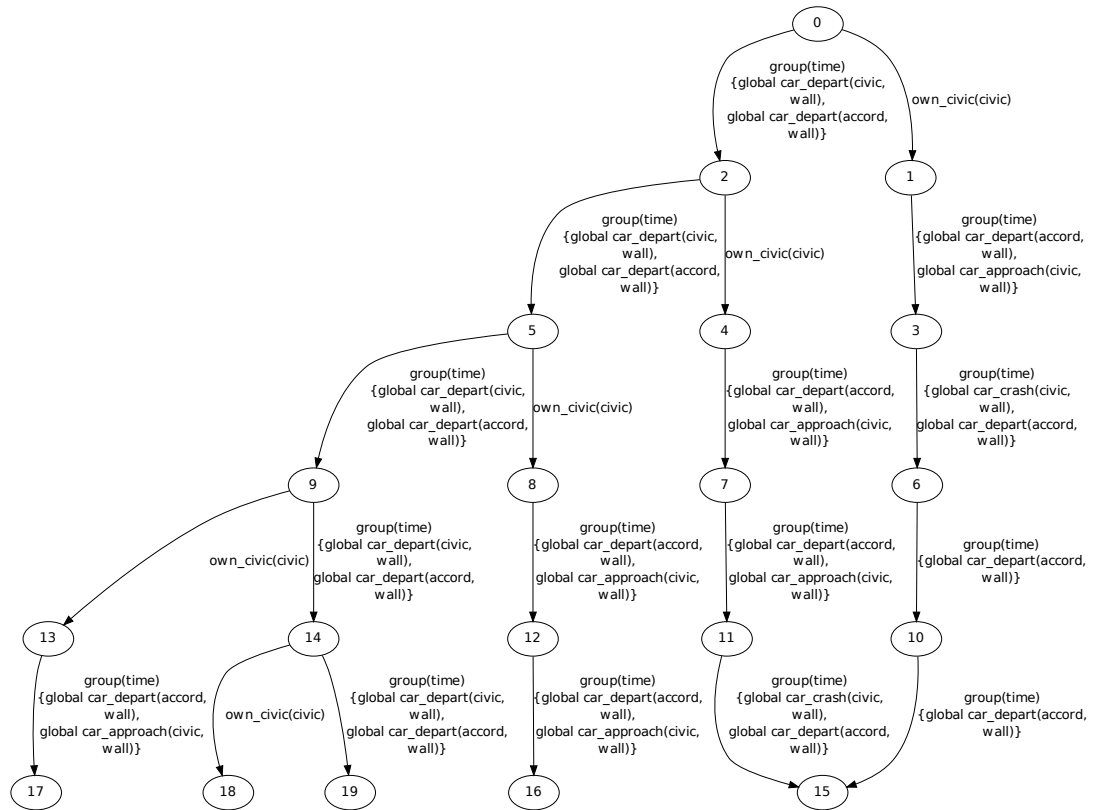 0
group(time)
{global car_depart(civic,
wall),
global car_depart(accord,
wall)}
own_civic(civic)
2
1
group(time)
{global car_depart(civic,
wall),
global car_depart(accord,
wall)}
own_civic(civic)
group(time)
{global car_depart(accord,
wall),
global car_approach(civic,
wall)}
5
4
3
group(time)
{global car_depart(civic,
wall),
global car_depart(accord,
wall)}
own_civic(civic)
group(time)
{global car_depart(accord,
wall),
global car_approach(civic,
wall)}
group(time)
{global car_crash(civic,
wall),
global car_depart(accord,
wall)}
9
8
7
6
own_civic(civic)
group(time)
{global car_depart(civic,
wall),
global car_depart(accord,
wall)}
group(time)
{global car_depart(accord,
wall),
global car_approach(civic,
wall)}
group(time)
{global car_depart(accord,
wall),
global car_approach(civic,
wall)}
group(time)
{global car_depart(accord,
wall)}
13
14
12
11
10
group(time)
{global car_depart(accord,
wall),
global car_approach(civic,
wall)}
own_civic(civic)
group(time)
{global car_depart(civic,
wall),
global car_depart(accord,
wall)}
group(time)
{global car_depart(accord,
wall),
global car_approach(civic,
wall)}
group(time)
{global car_crash(civic,
wall),
global car_depart(accord,
wall)}
group(time)
{global car_depart(accord,
wall)}
17
18
19
16
15